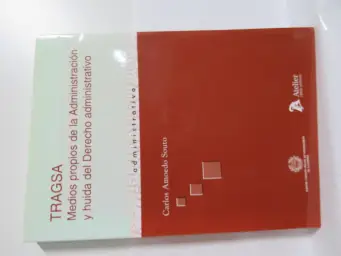 TRAGSA
Medios propios de la Administración
y huida del Derecho administrativo
administrativo
Carlos Amoedo Souto
Atelier